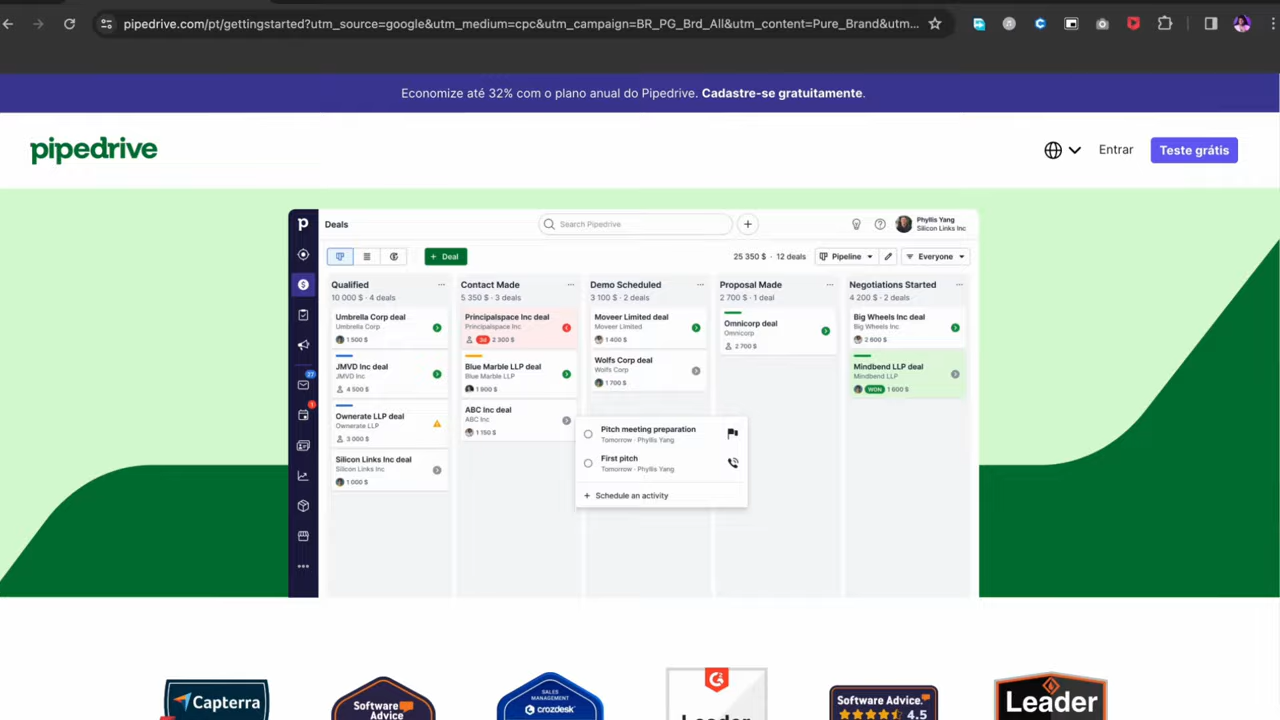 pipedrive.com/pt/gettingstarted?utm_source=google&utm_medium=cpc&utm_campaign=BR_PG_Brd_All&utm_content=Pure_Brand&utm...
Economize até 32% com o plano anual do Pipedrive. Cadastre-se gratuitamente.
pipedrive
Entrar
Teste grátis
Deals
Search Pipedrive
Phyllis Yang
Silicon Links Inc
+ Deal
25 350 $ · 12 deals
Pipeline
Everyone
Qualified
10 000 $ · 4 deals
Umbrella Corp deal
Umbrella Corp
1 500 $
JMVD Inc deal
JMVD Inc
4 500 $
Ownerate LLP deal
Ownerate LLP
3 000 $
Silicon Links Inc deal
Silicon Links Inc
1 000 $
Contact Made
5 350 $ · 3 deals
Principalspace Inc deal
Principalspace Inc
3d 2 300 $
Blue Marble LLP deal
Blue Marble LLP
1 900 $
ABC Inc deal
ABC Inc
1 150 $
Demo Scheduled
3 100 $ · 2 deals
Moveer Limited deal
Moveer Limited
1 400 $
Wolfs Corp deal
Wolfs Corp
1 700 $
Pitch meeting preparation
Tomorrow · Phyllis Yang
First pitch
Tomorrow · Phyllis Yang
+ Schedule an activity
Proposal Made
2 700 $ · 1 deal
Omnicorp deal
Omnicorp
2 700 $
Negotiations Started
4 200 $ · 2 deals
Big Wheels Inc deal
Big Wheels Inc
2 600 $
Mindbend LLP deal
Mindbend LLP
WON 1 600 $
27
1
Capterra
Software
Advice
SALES
MANAGEMENT
crozdesk
Leader
Software Advice
4.5
Leader